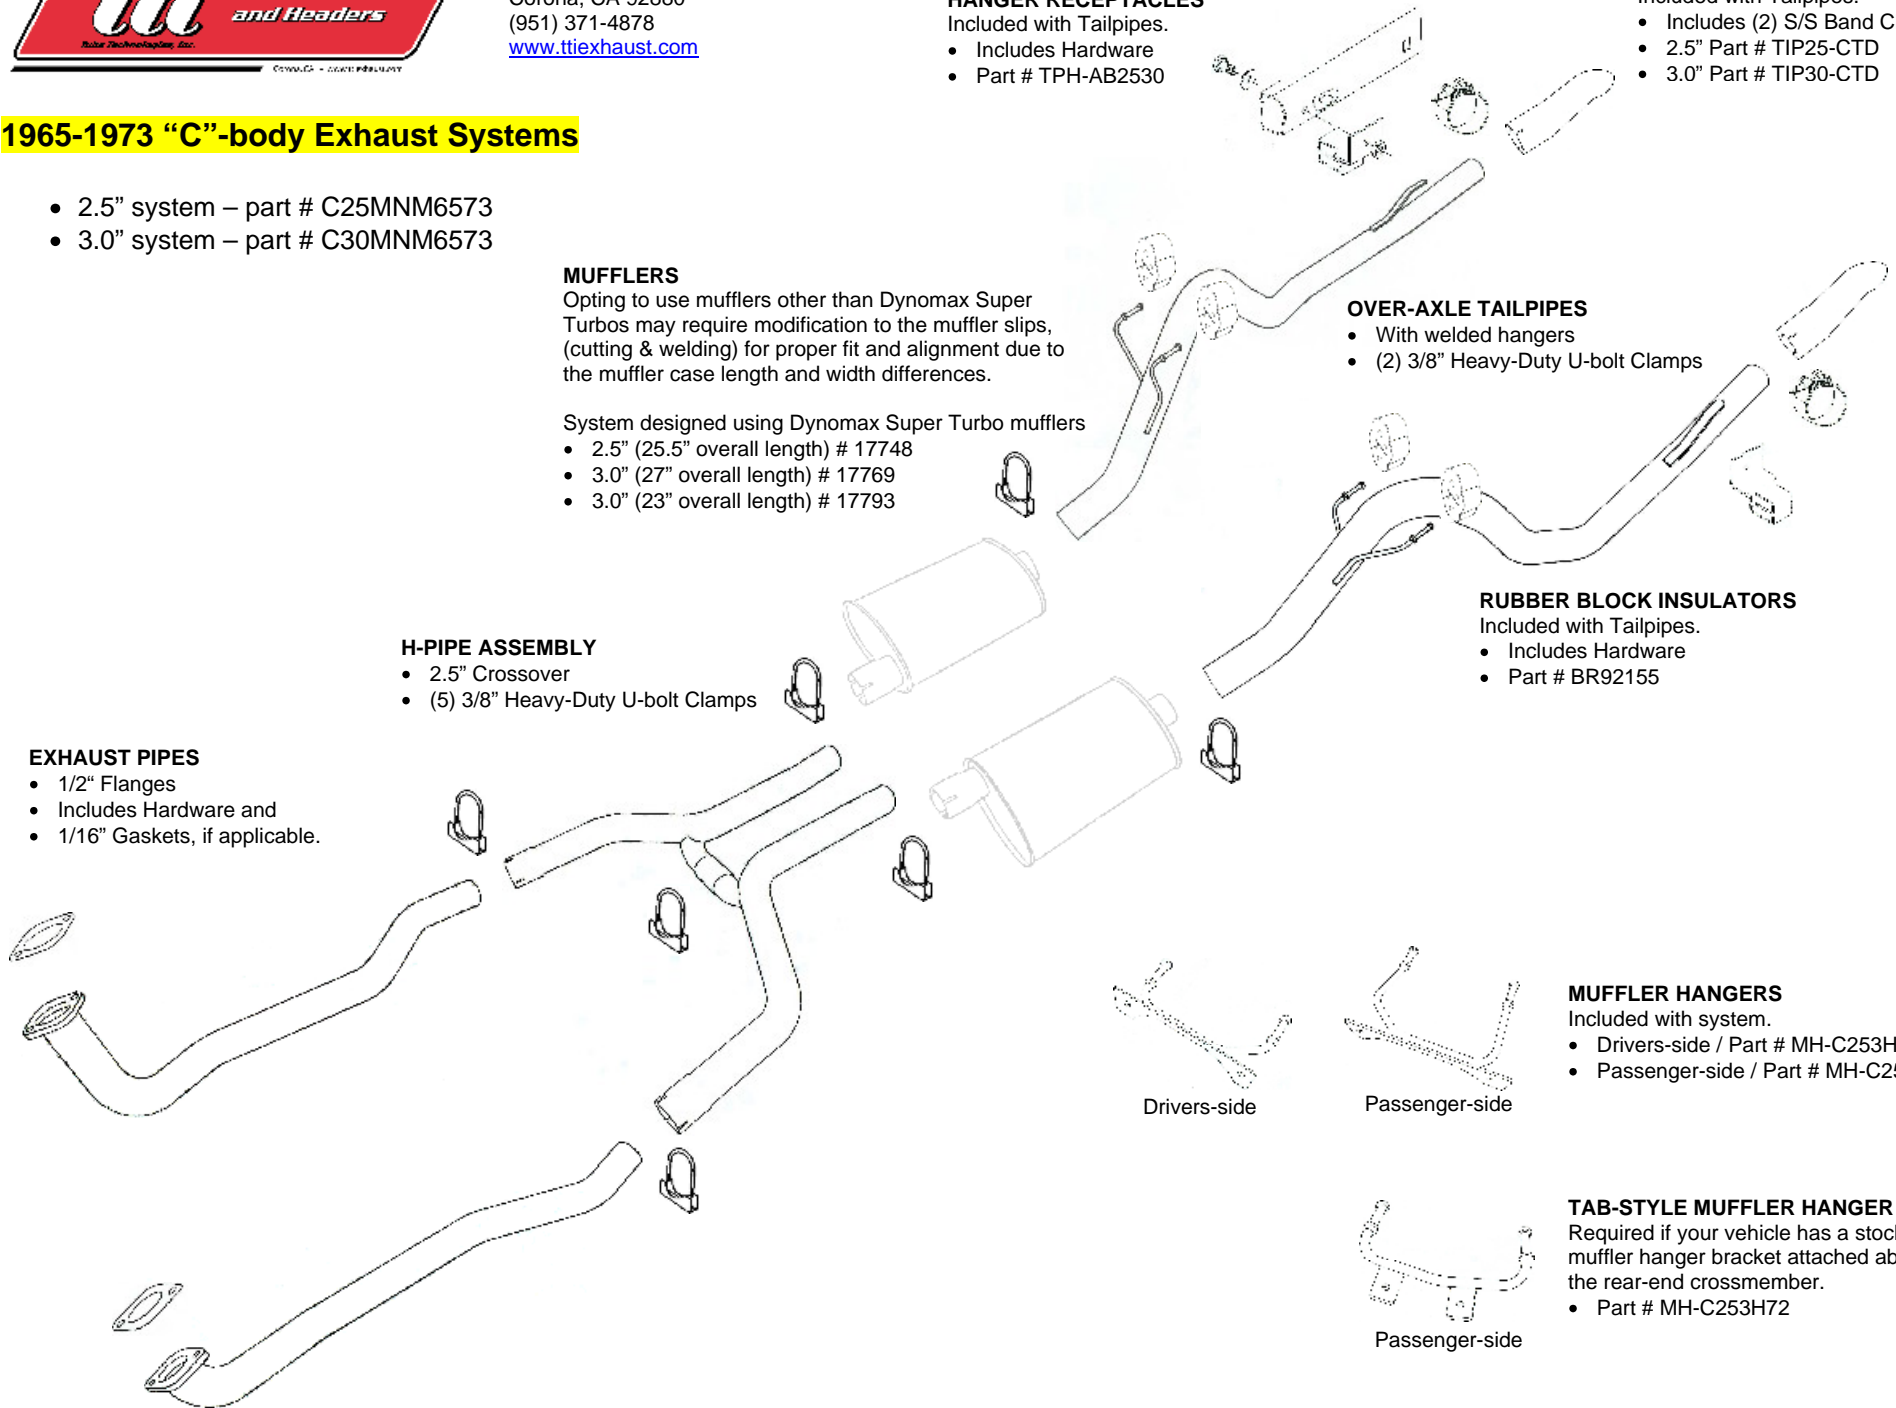 and Headers
Tube Technologies, Inc.
Corona, CA 92880
(951) 371-4878
www.ttiexhaust.com
HANGER RECEPTACLES
Included with Tailpipes.
• Includes Hardware
• Part # TPH-AB2530
Included with Tailpipes.
• Includes (2) S/S Band C
• 2.5” Part # TIP25-CTD
• 3.0” Part # TIP30-CTD
1965-1973 “C”-body Exhaust Systems
• 2.5” system – part # C25MNM6573
• 3.0” system – part # C30MNM6573
MUFFLERS
Opting to use mufflers other than Dynomax Super
Turbos may require modification to the muffler slips,
(cutting & welding) for proper fit and alignment due to
the muffler case length and width differences.
System designed using Dynomax Super Turbo mufflers
• 2.5” (25.5” overall length) # 17748
• 3.0” (27” overall length) # 17769
• 3.0” (23” overall length) # 17793
OVER-AXLE TAILPIPES
• With welded hangers
• (2) 3/8” Heavy-Duty U-bolt Clamps
RUBBER BLOCK INSULATORS
Included with Tailpipes.
• Includes Hardware
• Part # BR92155
H-PIPE ASSEMBLY
• 2.5” Crossover
• (5) 3/8” Heavy-Duty U-bolt Clamps
EXHAUST PIPES
• 1/2“ Flanges
• Includes Hardware and
• 1/16” Gaskets, if applicable.
MUFFLER HANGERS
Included with system.
• Drivers-side / Part # MH-C253H
• Passenger-side / Part # MH-C25
Drivers-side
Passenger-side
TAB-STYLE MUFFLER HANGER
Required if your vehicle has a stoc
muffler hanger bracket attached ab
the rear-end crossmember.
• Part # MH-C253H72
Passenger-side